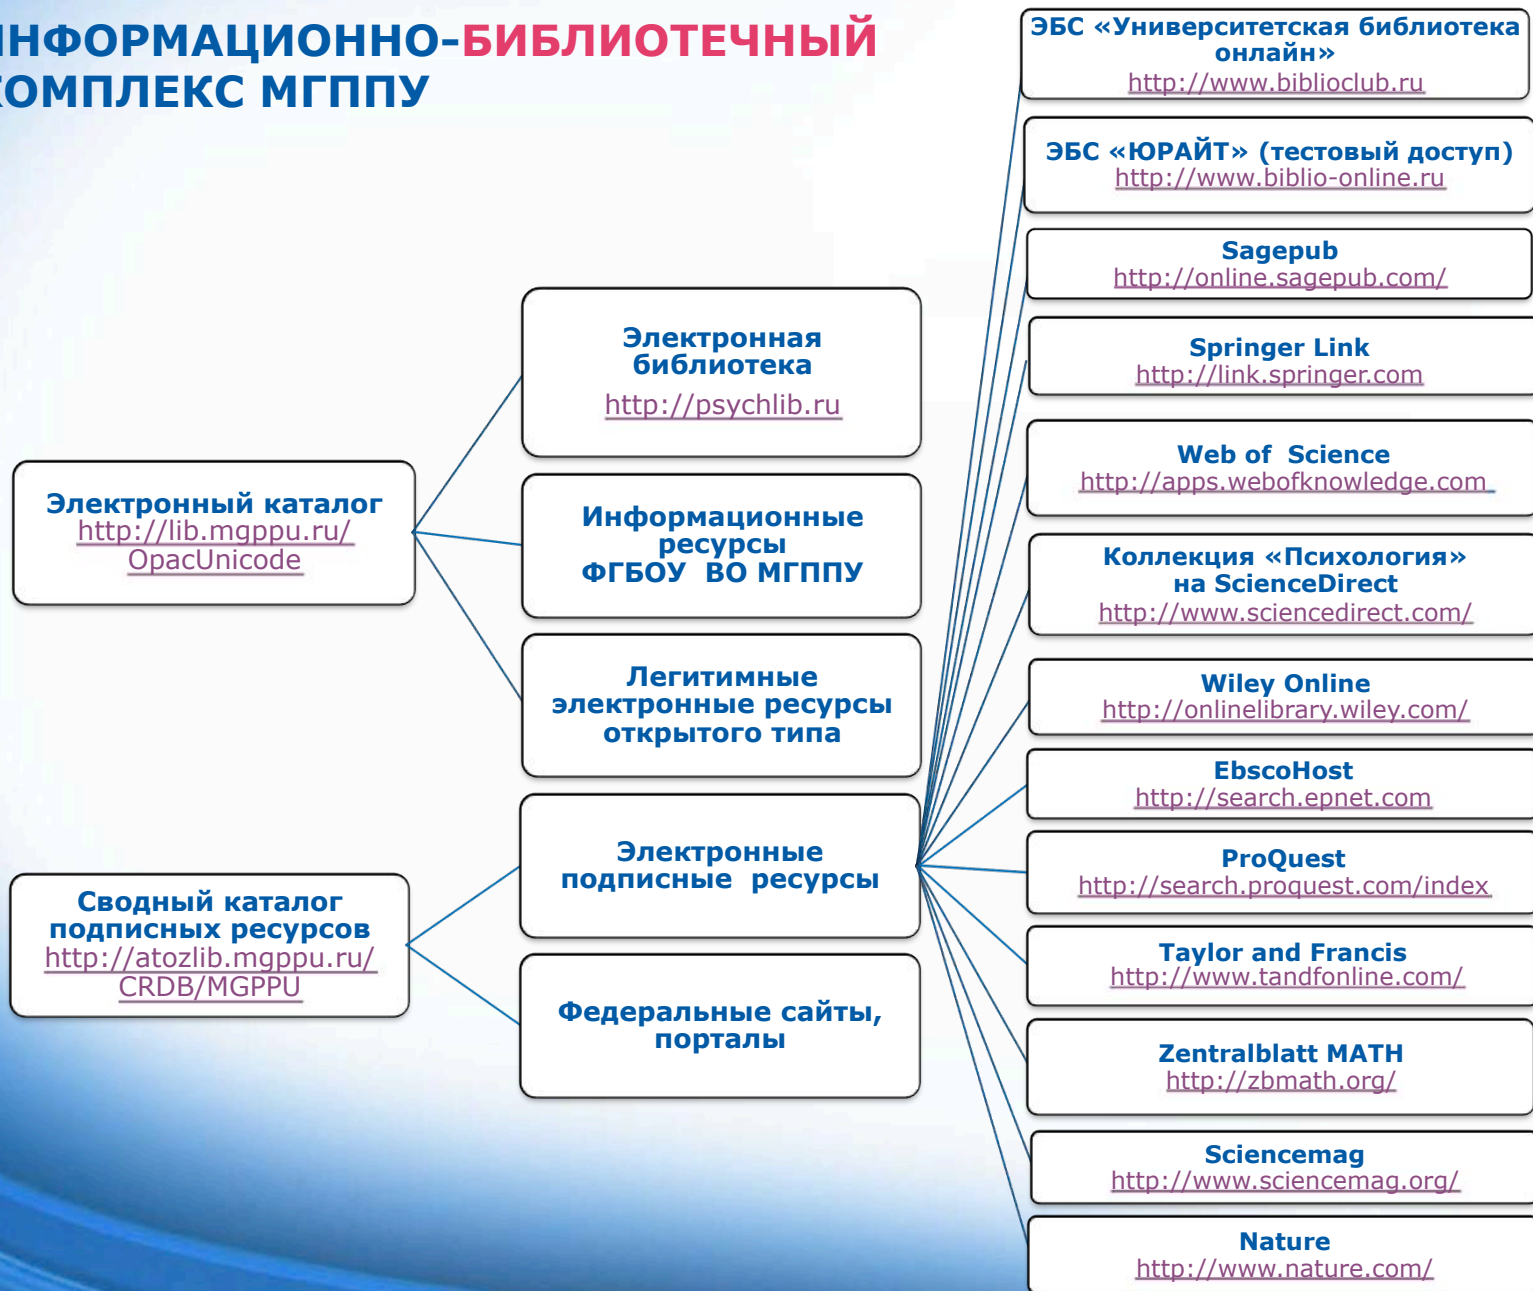 НФОРМАЦИОННО-БИБЛИОТЕЧНЫЙ
КОМПЛЕКС МГППУ
Электронный каталог
http://lib.mgppu.ru/
OpacUnicode
Сводный каталог
подписных ресурсов
http://atozlib.mgppu.ru/
CRDB/MGPPU
Электронная
библиотека
http://psychlib.ru
Информационные
ресурсы
ФГБОУ ВО МГППУ
Легитимные
электронные ресурсы
открытого типа
Электронные
подписные ресурсы
Федеральные сайты,
порталы
ЭБС «Университетская библиотека
онлайн»
http://www.biblioclub.ru
ЭБС «ЮРАЙТ» (тестовый доступ)
http://www.biblio-online.ru
Sagepub
http://online.sagepub.com/
Springer Link
http://link.springer.com
Web of Science
http://apps.webofknowledge.com
Коллекция «Психология»
на ScienceDirect
http://www.sciencedirect.com/
Wiley Online
http://onlinelibrary.wiley.com/
EbscoHost
http://search.epnet.com
ProQuest
http://search.proquest.com/index
Taylor and Francis
http://www.tandfonline.com/
Zentralblatt MATH
http://zbmath.org/
Sciencemag
http://www.sciencemag.org/
Nature
http://www.nature.com/